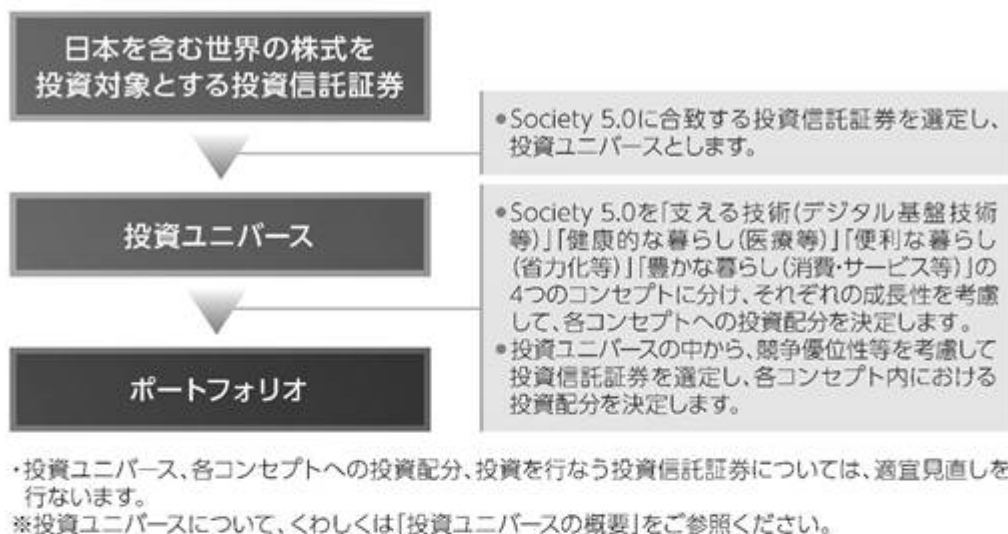 日本を含む世界の株式を
投資対象とする投資信託証券
●Society 5.0に合致する投資信託証券を選定し、
投資ユニバースとします。
投資ユニバース
●Society 5.0を「支える技術(デジタル基盤技術
等)」「健康的な暮らし(医療等)」「便利な暮らし
(省力化等)」「豊かな暮らし(消費・サービス等)」の
4つのコンセプトに分け、それぞれの成長性を考慮
して、各コンセプトへの投資配分を決定します。
●投資ユニバースの中から、競争優位性等を考慮して
投資信託証券を選定し、各コンセプト内における
投資配分を決定します。
ポートフォリオ
・投資ユニバース、各コンセプトへの投資配分、投資を行なう投資信託証券については、適宜見直しを
行ないます。
※投資ユニバースについて、くわしくは「投資ユニバースの概要」をご参照ください。